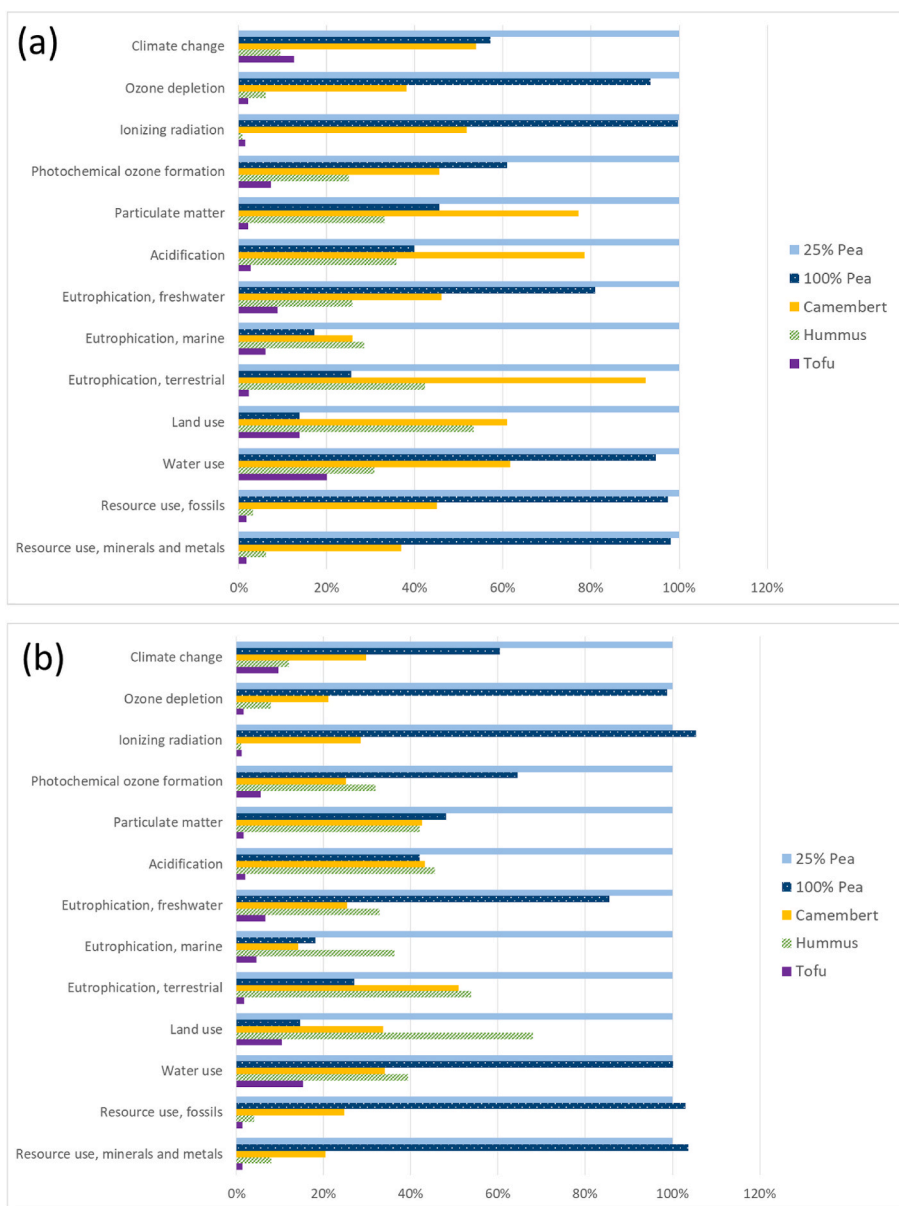 (a)
Climate change
Ozone depletion
Ionizing radiation
Photochemical ozone formation
Particulate matter
Acidification
Eutrophication, freshwater
Eutrophication, marine
Eutrophication, terrestrial
Land use
Water use
Resource use, fossils
Resource use, minerals and metals
0% 20% 40% 60% 80% 100% 120%
25% Pea
100% Pea
Camembert
Hummus
Tofu
(b)
Climate change
Ozone depletion
Ionizing radiation
Photochemical ozone formation
Particulate matter
Acidification
Eutrophication, freshwater
Eutrophication, marine
Eutrophication, terrestrial
Land use
Water use
Resource use, fossils
Resource use, minerals and metals
0% 20% 40% 60% 80% 100% 120%
25% Pea
100% Pea
Camembert
Hummus
Tofu